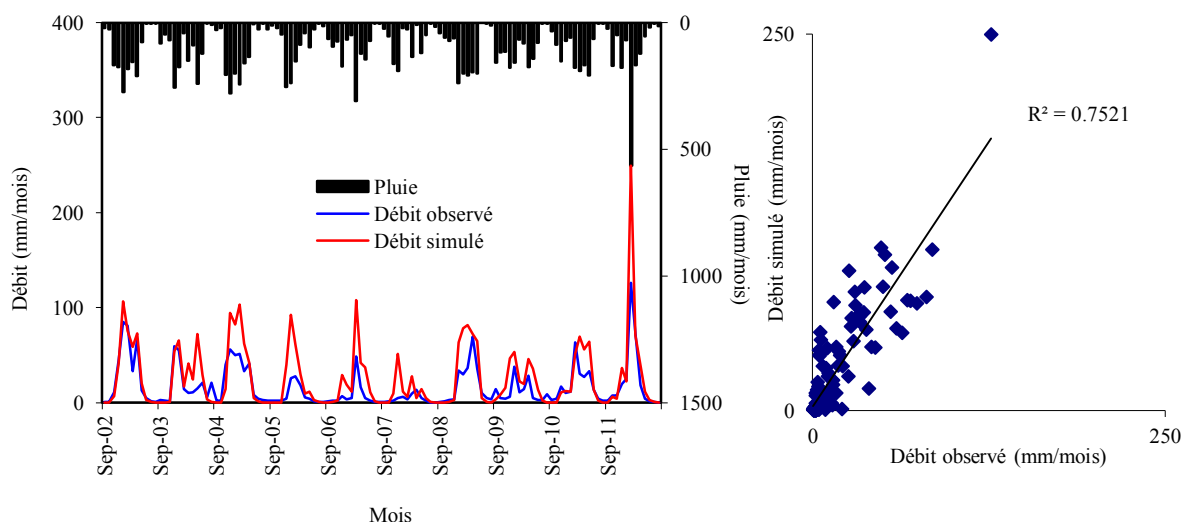 400
300
200
100
0
Débit (mm/mois)
0
500
1000
1500
Pluie (mm/mois)
Pluie
Débit observé
Débit simulé
Sep-02
Sep-03
Sep-04
Sep-05
Sep-06
Sep-07
Sep-08
Sep-09
Sep-10
Sep-11
Mois
250
0
Débit simulé (mm/mois)
R² = 0.7521
0
250
Débit observé (mm/mois)